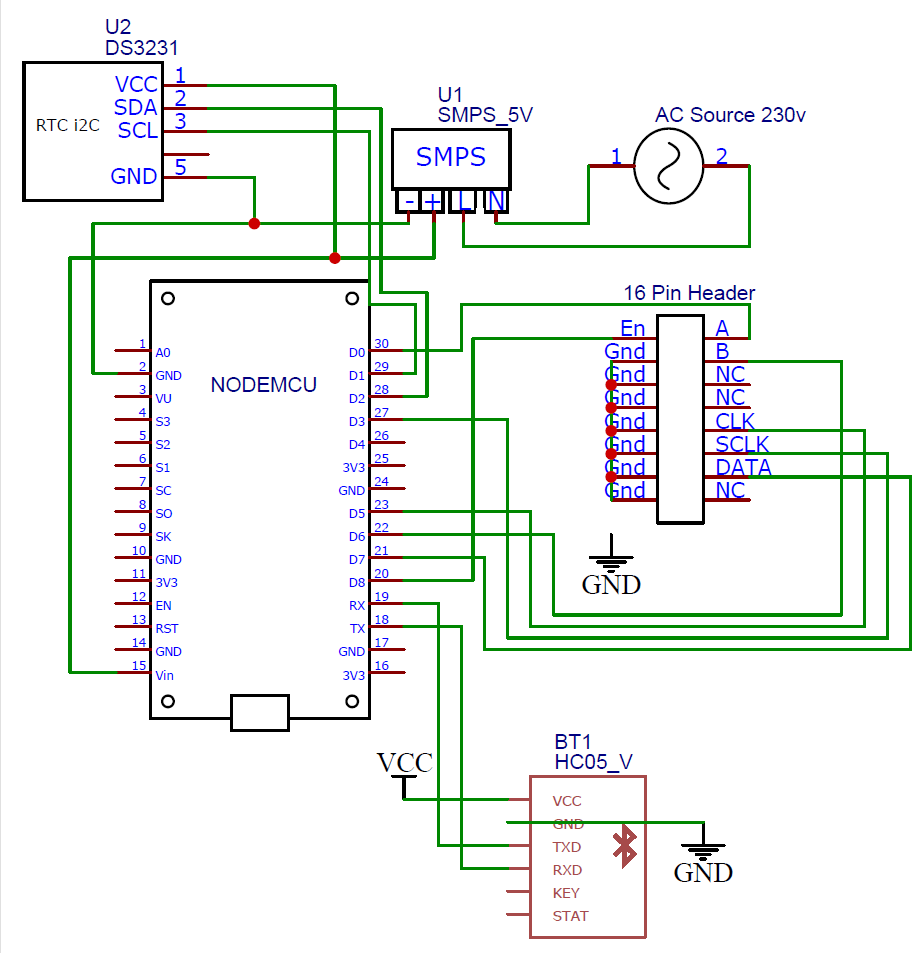 U2
DS3231
RTC i2C
VCC 1
SDA 2
SCL 3
GND 5
U1
SMPS_5V
SMPS
- + L N
AC Source 230v
1 2
NODEMCU
1 A0
2 GND
3 VU
4 S3
5 S2
6 S1
7 SC
8 SO
9 SK
10 GND
11 3V3
12 EN
13 RST
14 GND
15 Vin
D0 30
D1 29
D2 28
D3 27
D4 26
3V3 25
GND 24
D5 23
D6 22
D7 21
D8 20
RX 19
TX 18
GND 17
3V3 16
16 Pin Header
En A
Gnd B
Gnd NC
Gnd NC
Gnd CLK
Gnd SCLK
Gnd DATA
Gnd NC
GND
VCC
BT1
HC05_V
VCC
GND
TXD
RXD
KEY
STAT
GND